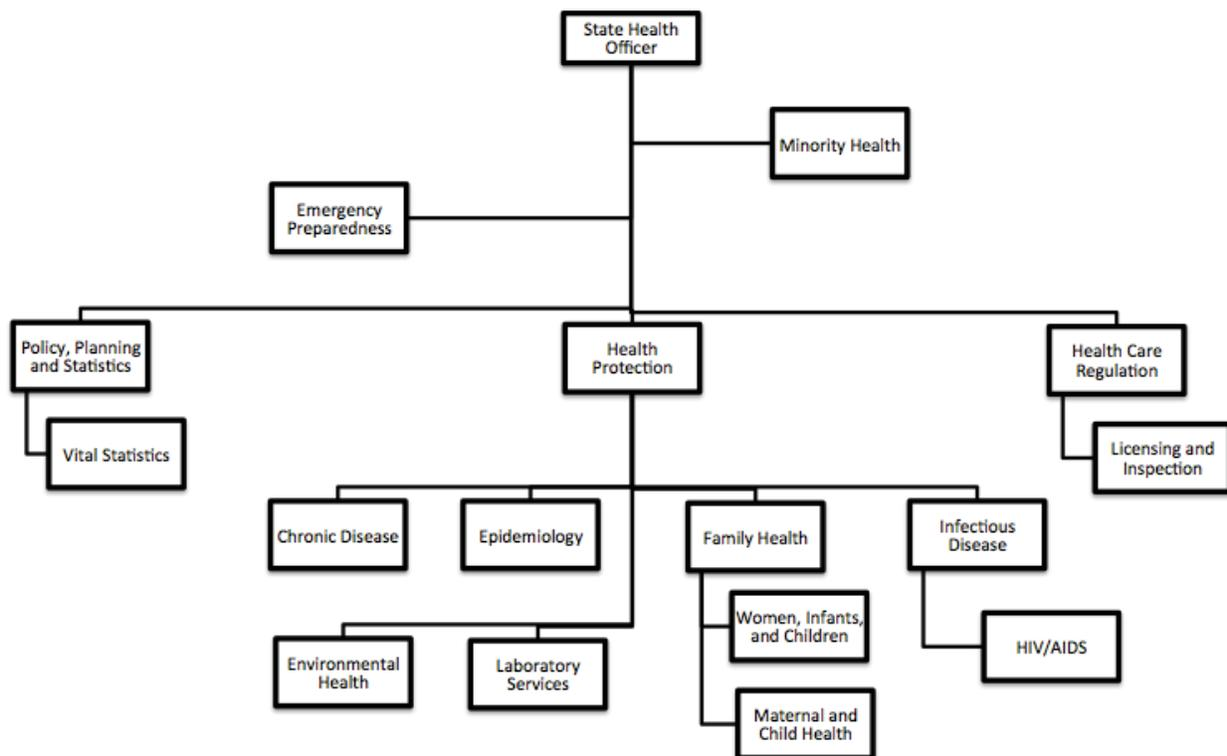 State Health
Officer
Minority Health
Emergency
Preparedness
Policy, Planning
and Statistics
Health
Protection
Health Care
Regulation
Vital Statistics
Licensing and
Inspection
Chronic Disease
Epidemiology
Family Health
Infectious
Disease
Women, Infants,
and Children
HIV/AIDS
Environmental
Health
Laboratory
Services
Maternal and
Child Health